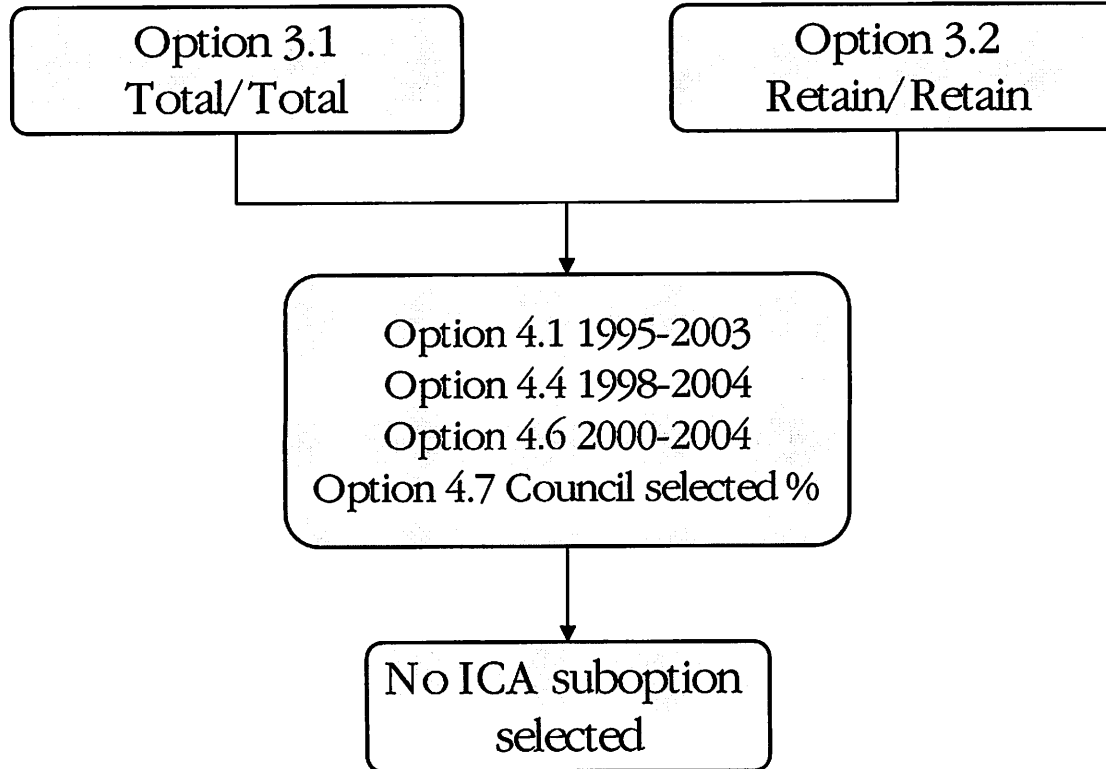 Option 3.1
Total/Total
Option 3.2
Retain/Retain
Option 4.1 1995-2003
Option 4.4 1998-2004
Option 4.6 2000-2004
Option 4.7 Council selected %
No ICA suboption
selected